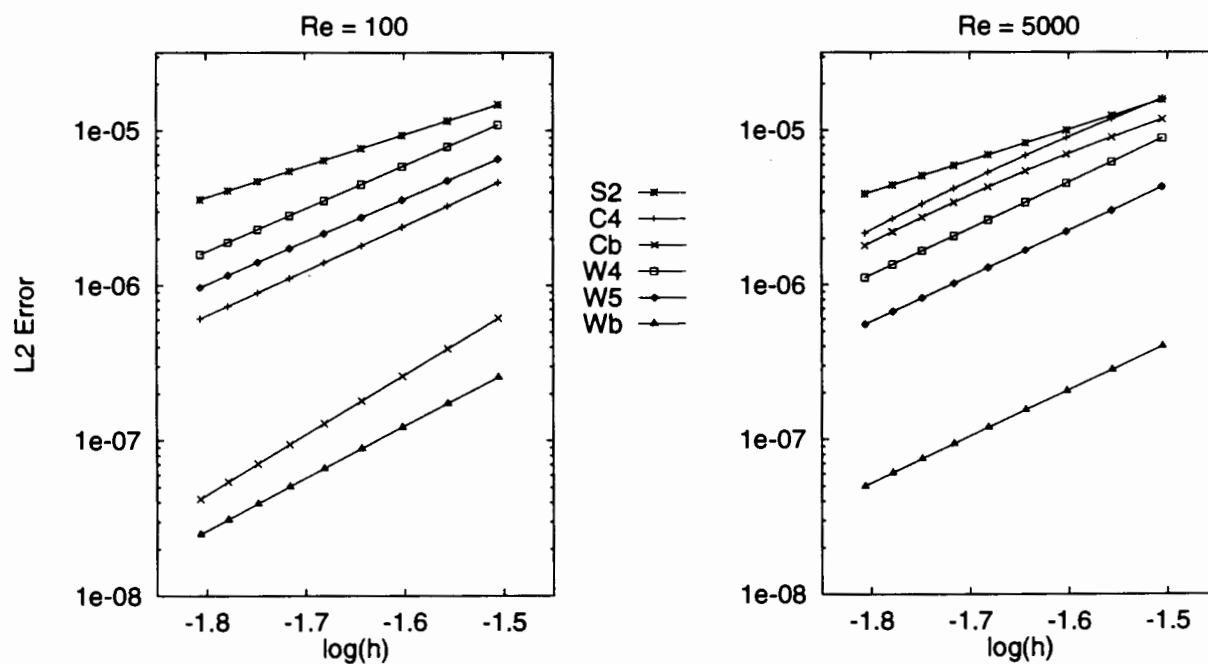 Re = 100
Re = 5000
L2 Error
1e-05
1e-06
1e-07
1e-08
-1.8
-1.7
-1.6
-1.5
log(h)
S2
C4
Cb
W4
W5
Wb
1e-05
1e-06
1e-07
1e-08
-1.8
-1.7
-1.6
-1.5
log(h)